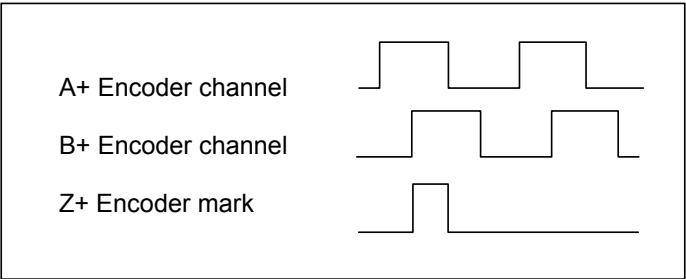 A+ Encoder channel
B+ Encoder channel
Z+ Encoder mark